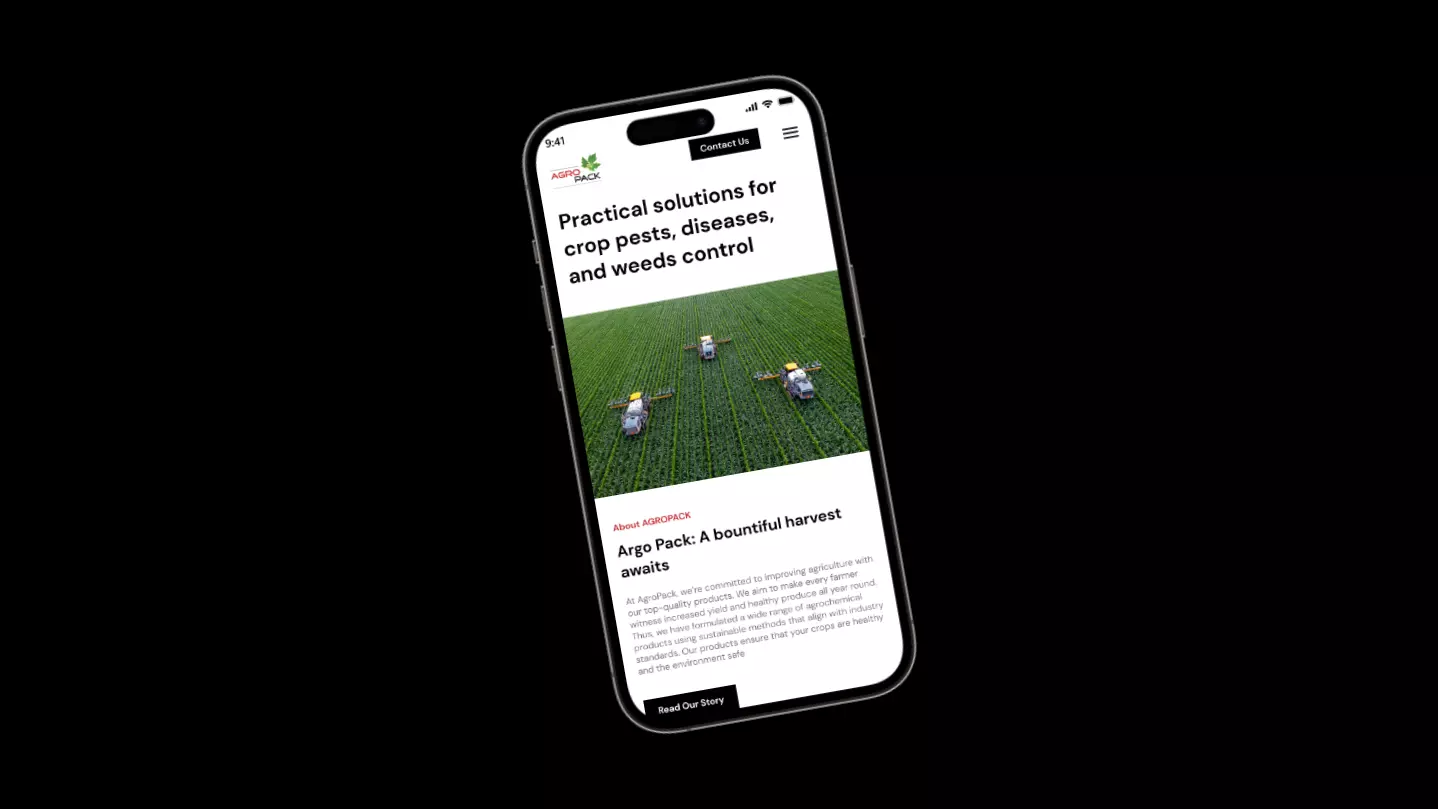 9:41
Contact Us
AGRO
PACK
Practical solutions for
crop pests, diseases,
and weeds control
About AGROPACK
Argo Pack: A bountiful harvest
awaits
At AgroPack, we're committed to improving agriculture with
our top-quality products. We aim to make every farmer
witness increased yield and healthy produce all year round.
Thus, we have formulated a wide range of agrochemical
products using sustainable methods that align with industry
standards. Our products ensure that your crops are healthy
and the environment safe
Read Our Story